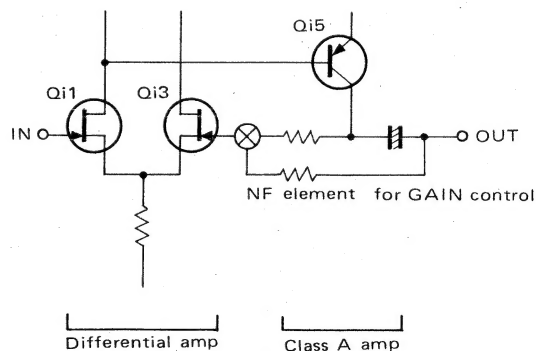 Qi5
Qi1
Qi3
IN
OUT
NF element for GAIN control
Differential amp
Class A amp